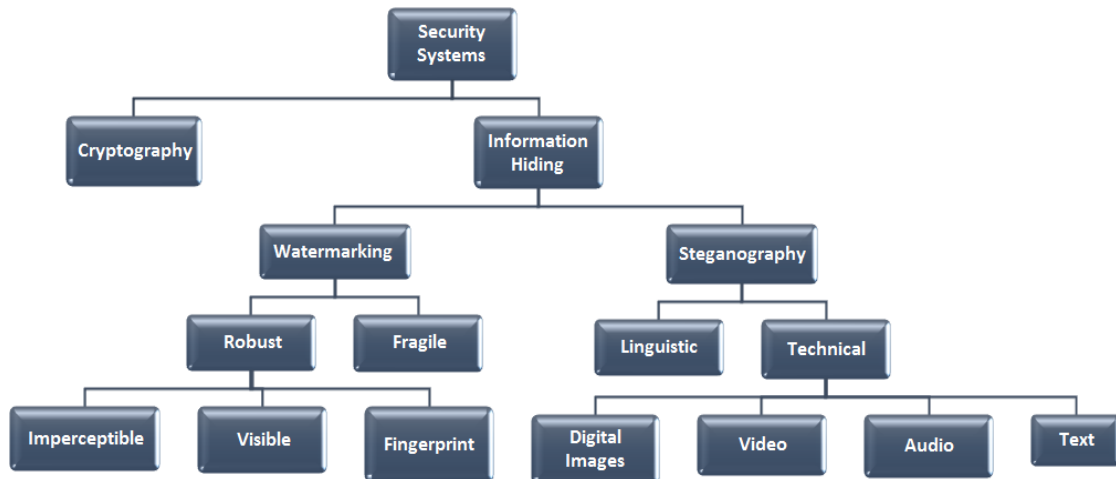 Security
Systems
Cryptography
Information
Hiding
Watermarking
Steganography
Robust
Fragile
Linguistic
Technical
Imperceptible
Visible
Fingerprint
Digital
Images
Video
Audio
Text